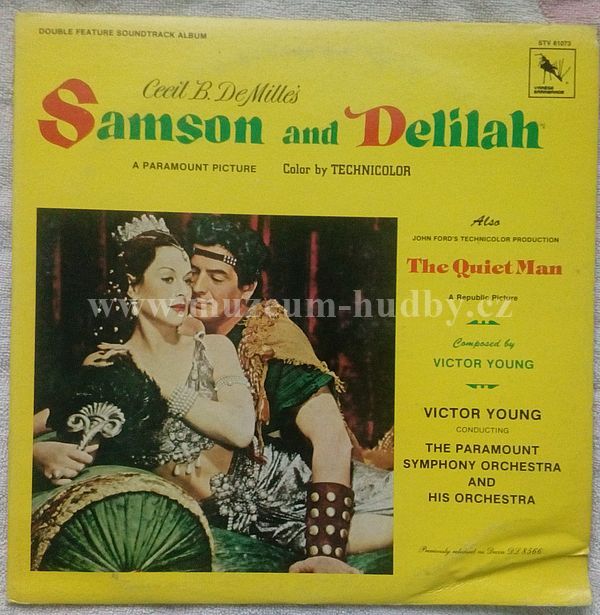 DOUBLE FEATURE SOUNDTRACK ALBUM
STV 81073
VARÈSE
SARABANDE
Cecil B. DeMille's
Samson and Delilah
A PARAMOUNT PICTURE Color by TECHNICOLOR
Also
JOHN FORD'S TECHNICOLOR PRODUCTION
The Quiet Man
A Republic Picture
www.muzeum-hudby.cz
Composed by
VICTOR YOUNG
VICTOR YOUNG
CONDUCTING
THE PARAMOUNT
SYMPHONY ORCHESTRA
AND
HIS ORCHESTRA
Previously released as Decca DL 8566